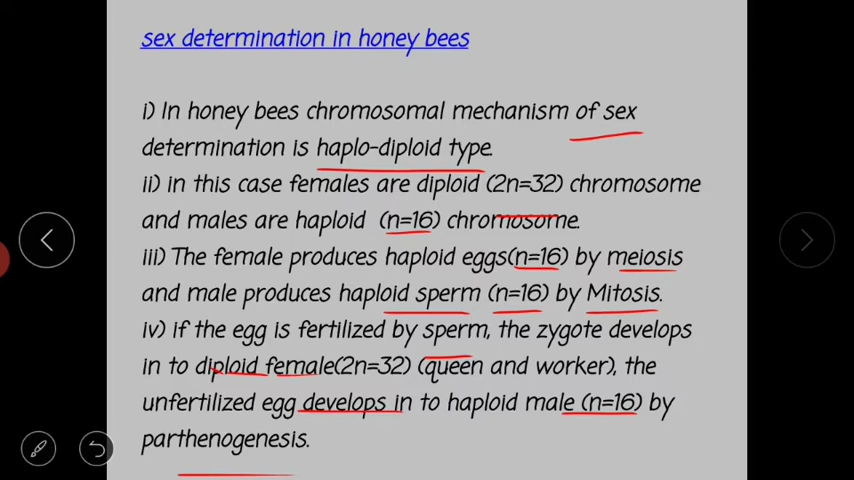 sex determination in honey bees
i) In honey bees chromosomal mechanism of sex
determination is haplo-diploid type.
ii) in this case females are diploid (2n=32) chromosome
and males are haploid (n=16) chromosome.
iii) The female produces haploid eggs(n=16) by meiosis
and male produces haploid sperm (n=16) by Mitosis.
iv) if the egg is fertilized by sperm, the zygote develops
in to diploid female(2n=32) (queen and worker), the
unfertilized egg develops in to haploid male (n=16) by
parthenogenesis.